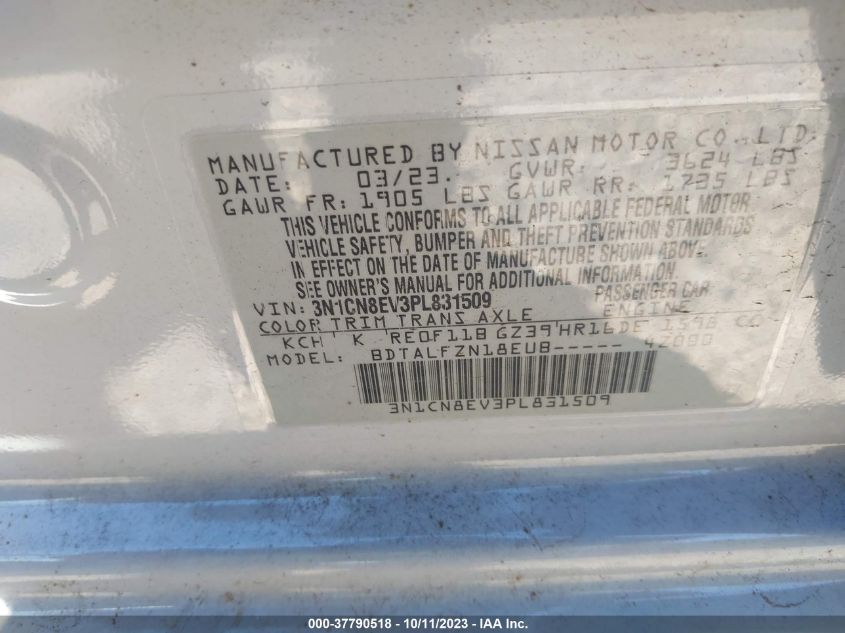 MANUFACTURED BY NISSAN MOTOR CO., LTD.
DATE: 03/23. GVWR: 3624 LBS
GAWR FR: 1905 LBS GAWR RR: 1735 LBS
THIS VEHICLE CONFORMS TO ALL APPLICABLE FEDERAL MOTOR
VEHICLE SAFETY, BUMPER AND THEFT PREVENTION STANDARDS
IN EFFECT ON THE DATE OF MANUFACTURE SHOWN ABOVE.
SEE OWNER'S MANUAL FOR ADDITIONAL INFORMATION
VIN: 3N1CN8EV3PL831509 PASSENGER CAR
COLOR TRIM TRANS AXLE ENGINE
KCH K RE0F11B GZ39 HR16DE 1598 CC
MODEL: BDTALFZN18EUB----- 4Z080
3N1CN8EV3PL831509
000-37790518 - 10/11/2023 - IAA Inc.